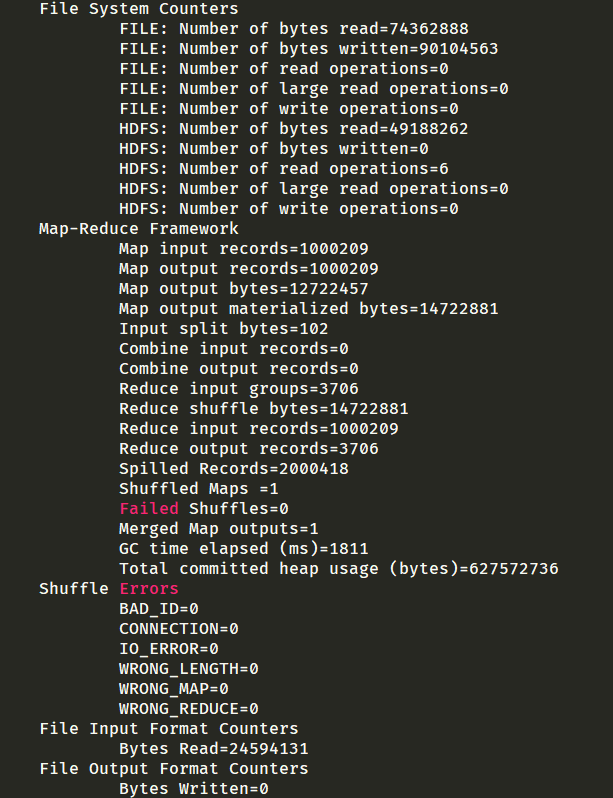 File System Counters
FILE: Number of bytes read=74362888
FILE: Number of bytes written=90104563
FILE: Number of read operations=0
FILE: Number of large read operations=0
FILE: Number of write operations=0
HDFS: Number of bytes read=49188262
HDFS: Number of bytes written=0
HDFS: Number of read operations=6
HDFS: Number of large read operations=0
HDFS: Number of write operations=0
Map-Reduce Framework
Map input records=1000209
Map output records=1000209
Map output bytes=12722457
Map output materialized bytes=14722881
Input split bytes=102
Combine input records=0
Combine output records=0
Reduce input groups=3706
Reduce shuffle bytes=14722881
Reduce input records=1000209
Reduce output records=3706
Spilled Records=2000418
Shuffled Maps =1
Failed Shuffles=0
Merged Map outputs=1
GC time elapsed (ms)=1811
Total committed heap usage (bytes)=627572736
Shuffle Errors
BAD_ID=0
CONNECTION=0
IO_ERROR=0
WRONG_LENGTH=0
WRONG_MAP=0
WRONG_REDUCE=0
File Input Format Counters
Bytes Read=24594131
File Output Format Counters
Bytes Written=0